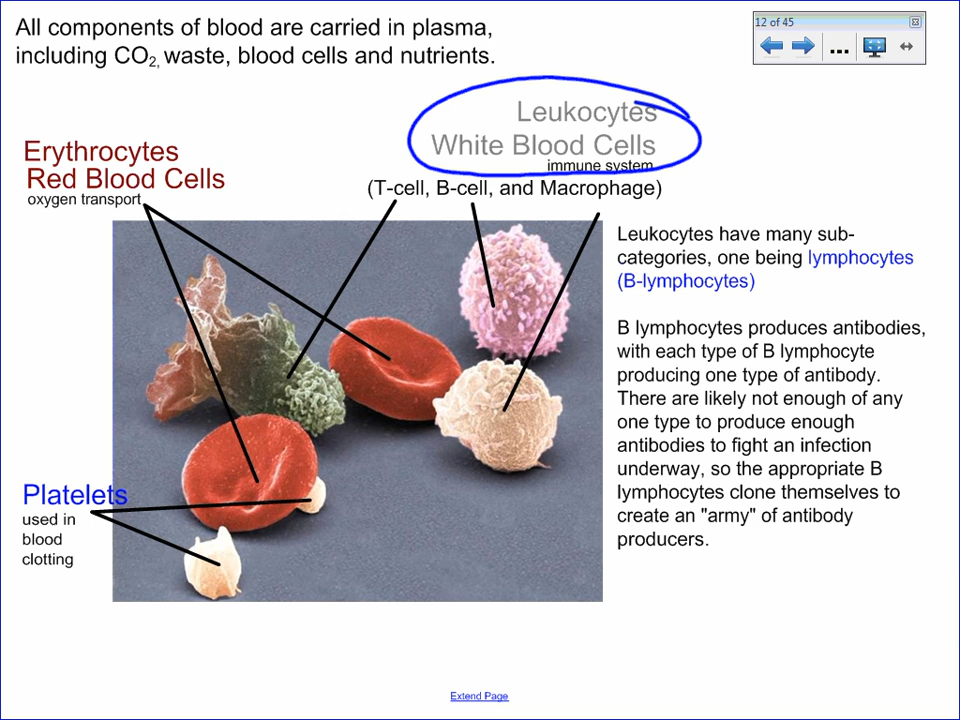 All components of blood are carried in plasma,
including CO2, waste, blood cells and nutrients.
12 of 45
Leukocytes
White Blood Cells
immune system
(T-cell, B-cell, and Macrophage)
Erythrocytes
Red Blood Cells
oxygen transport
Leukocytes have many sub-
categories, one being lymphocytes
(B-lymphocytes)
B lymphocytes produces antibodies,
with each type of B lymphocyte
producing one type of antibody.
There are likely not enough of any
one type to produce enough
antibodies to fight an infection
underway, so the appropriate B
lymphocytes clone themselves to
create an "army" of antibody
producers.
Platelets
used in
blood
clotting
Extend Page